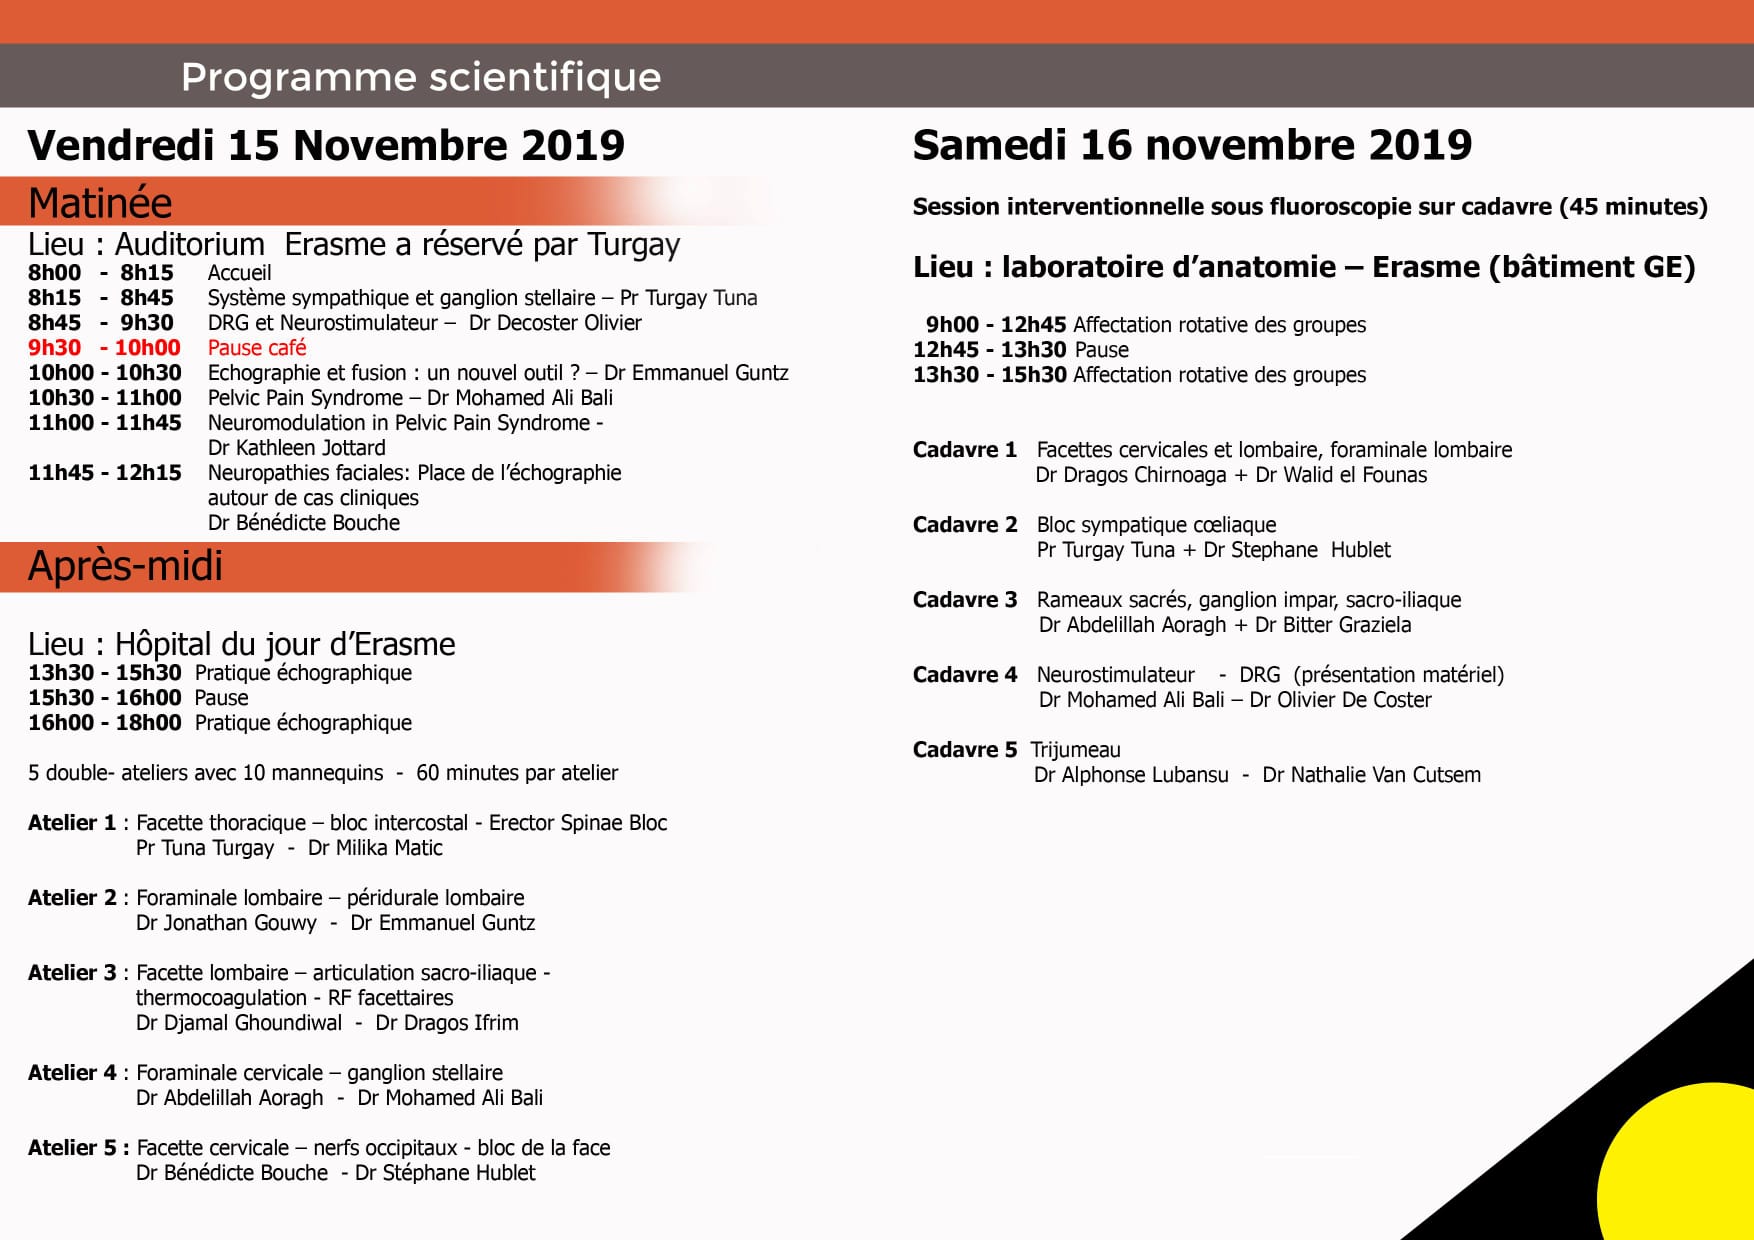 Programme scientifique
Vendredi 15 Novembre 2019
Matinée
Lieu : Auditorium Erasme a réservé par Turgay
8h00 - 8h15 Accueil
8h15 - 8h45 Système sympathique et ganglion stellaire – Pr Turgay Tuna
8h45 - 9h30 DRG et Neurostimulateur – Dr Decoster Olivier
9h30 - 10h00 Pause café
10h00 - 10h30 Echographie et fusion : un nouvel outil ? – Dr Emmanuel Guntz
10h30 - 11h00 Pelvic Pain Syndrome – Dr Mohamed Ali Bali
11h00 - 11h45 Neuromodulation in Pelvic Pain Syndrome -
Dr Kathleen Jottard
11h45 - 12h15 Neuropathies faciales: Place de l’échographie
autour de cas cliniques
Dr Bénédicte Bouche
Après-midi
Lieu : Hôpital du jour d’Erasme
13h30 - 15h30 Pratique échographique
15h30 - 16h00 Pause
16h00 - 18h00 Pratique échographique
5 double- ateliers avec 10 mannequins - 60 minutes par atelier
Atelier 1 : Facette thoracique – bloc intercostal - Erector Spinae Bloc
Pr Tuna Turgay - Dr Milika Matic
Atelier 2 : Foraminale lombaire – péridurale lombaire
Dr Jonathan Gouwy - Dr Emmanuel Guntz
Atelier 3 : Facette lombaire – articulation sacro-iliaque -
thermocoagulation - RF facettaires
Dr Djamal Ghoundiwal - Dr Dragos Ifrim
Atelier 4 : Foraminale cervicale – ganglion stellaire
Dr Abdelillah Aoragh - Dr Mohamed Ali Bali
Atelier 5 : Facette cervicale – nerfs occipitaux - bloc de la face
Dr Bénédicte Bouche - Dr Stéphane Hublet
Samedi 16 novembre 2019
Session interventionnelle sous fluoroscopie sur cadavre (45 minutes)
Lieu : laboratoire d’anatomie – Erasme (bâtiment GE)
9h00 - 12h45 Affectation rotative des groupes
12h45 - 13h30 Pause
13h30 - 15h30 Affectation rotative des groupes
Cadavre 1 Facettes cervicales et lombaire, foraminale lombaire
Dr Dragos Chirnoaga + Dr Walid el Founas
Cadavre 2 Bloc sympatique cœliaque
Pr Turgay Tuna + Dr Stephane Hublet
Cadavre 3 Rameaux sacrés, ganglion impar, sacro-iliaque
Dr Abdelillah Aoragh + Dr Bitter Graziela
Cadavre 4 Neurostimulateur - DRG (présentation matériel)
Dr Mohamed Ali Bali – Dr Olivier De Coster
Cadavre 5 Trijumeau
Dr Alphonse Lubansu - Dr Nathalie Van Cutsem